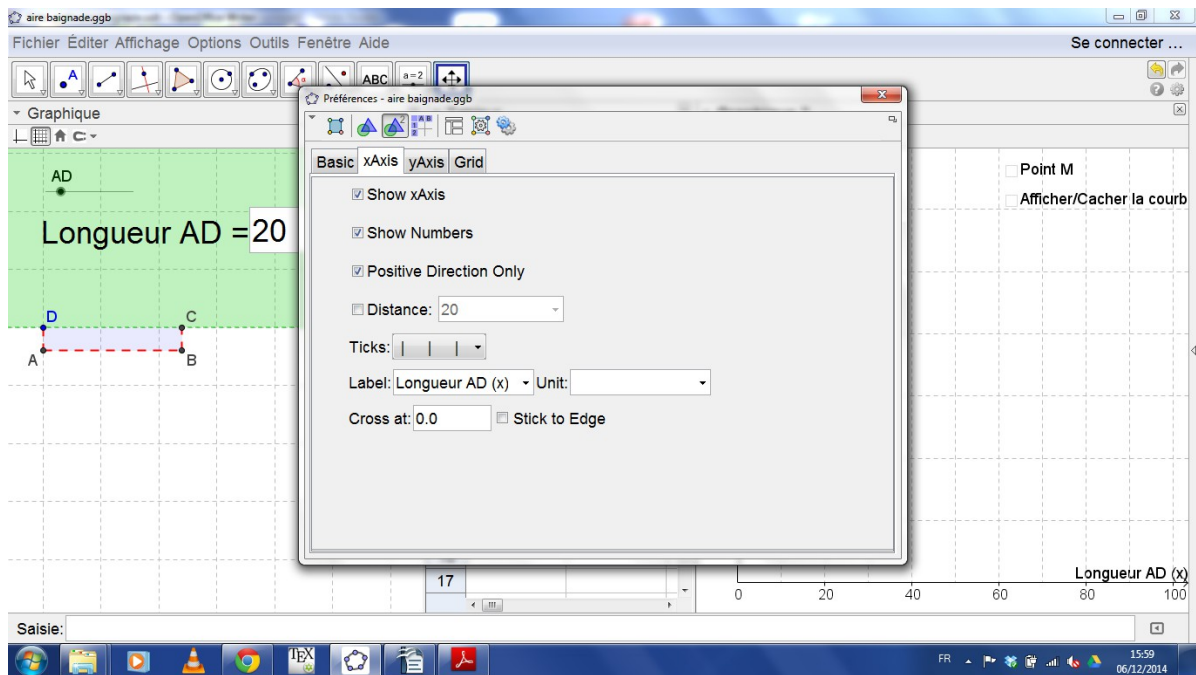 aire baignade.ggb
Fichier Éditer Affichage Options Outils Fenêtre Aide
Se connecter ...
A
ABC
a=2
Préférences - aire baignade.ggb
Graphique
Basic xAxis yAxis Grid
AD
Longueur AD = 20
Show xAxis
Show Numbers
Positive Direction Only
Distance: 20
Ticks: | | |
Label: Longueur AD (x) Unit:
Cross at: 0.0 Stick to Edge
D
C
A
B
Point M
Afficher/Cacher la courb
17
Longueur AD (x)
0 20 40 60 80 100
Saisie:
TEX
FR
15:59
06/12/2014